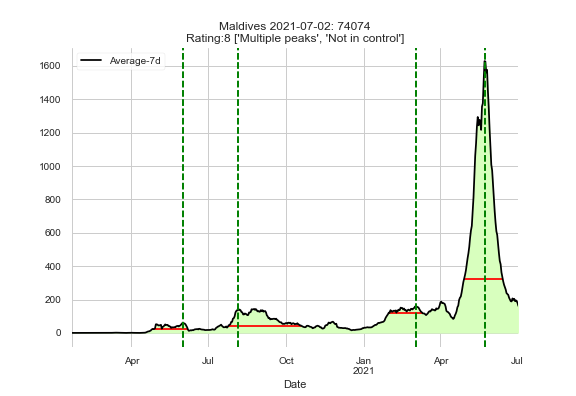 Maldives 2021-07-02: 74074
Rating:8 ['Multiple peaks', 'Not in control']
Average-7d
1600
1400
1200
1000
800
600
400
200
0
Apr
Jul
Oct
Jan
2021
Apr
Jul
Date